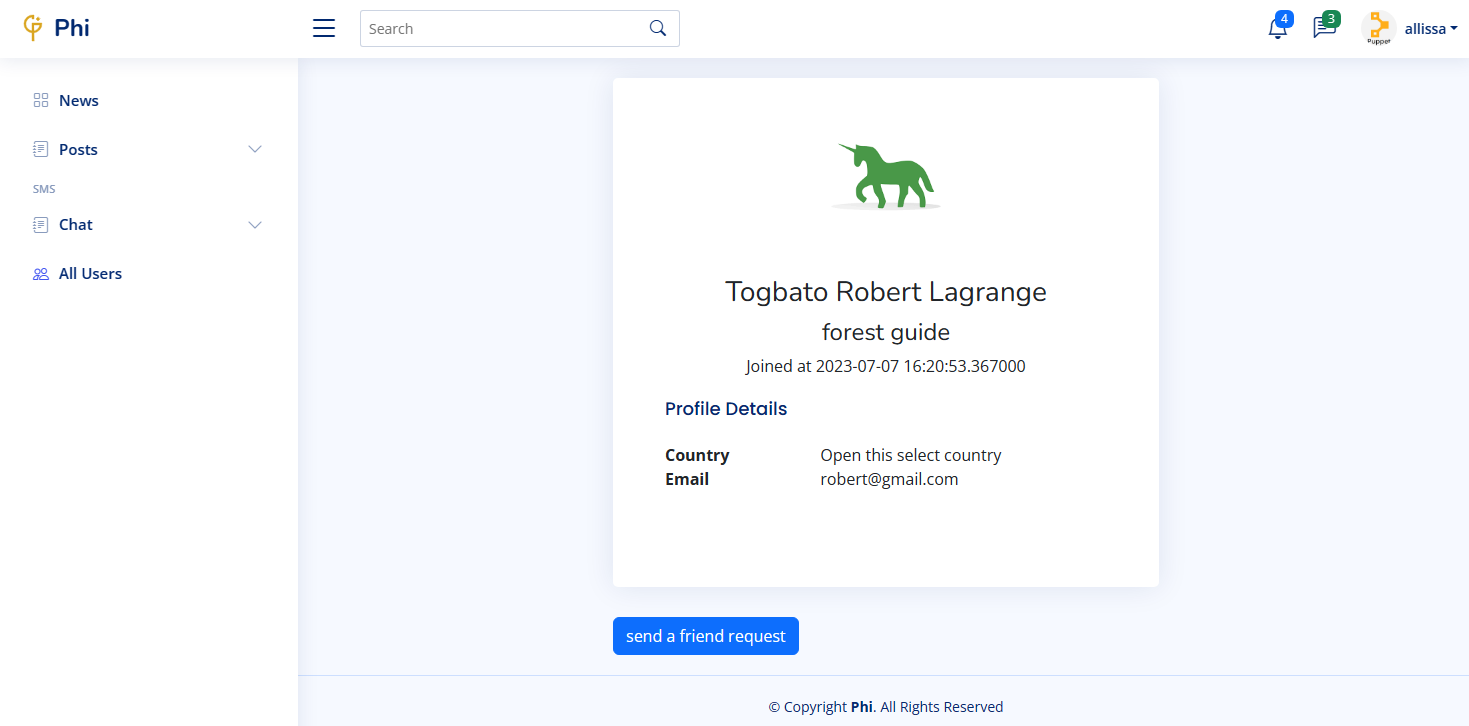 Phi
Search
4
3
Puppet
allissa
News
Posts
SMS
Chat
All Users
Togbato Robert Lagrange
forest guide
Joined at 2023-07-07 16:20:53.367000
Profile Details
Country Open this select country
Email robert@gmail.com
send a friend request
© Copyright Phi. All Rights Reserved